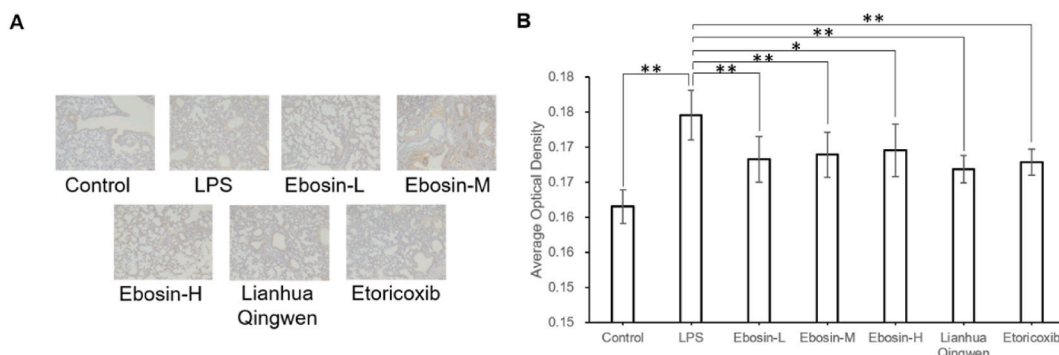 A
Control
LPS
Ebosin-L
Ebosin-M
Ebosin-H
Lianhua
Qingwen
Etoricoxib
B
**
**
*
**
**
**
Average Optical Density
0.18
0.18
0.17
0.17
0.16
0.16
0.15
0.15
Control
LPS
Ebosin-L
Ebosin-M
Ebosin-H
Lianhua
Qingwen
Etoricoxib